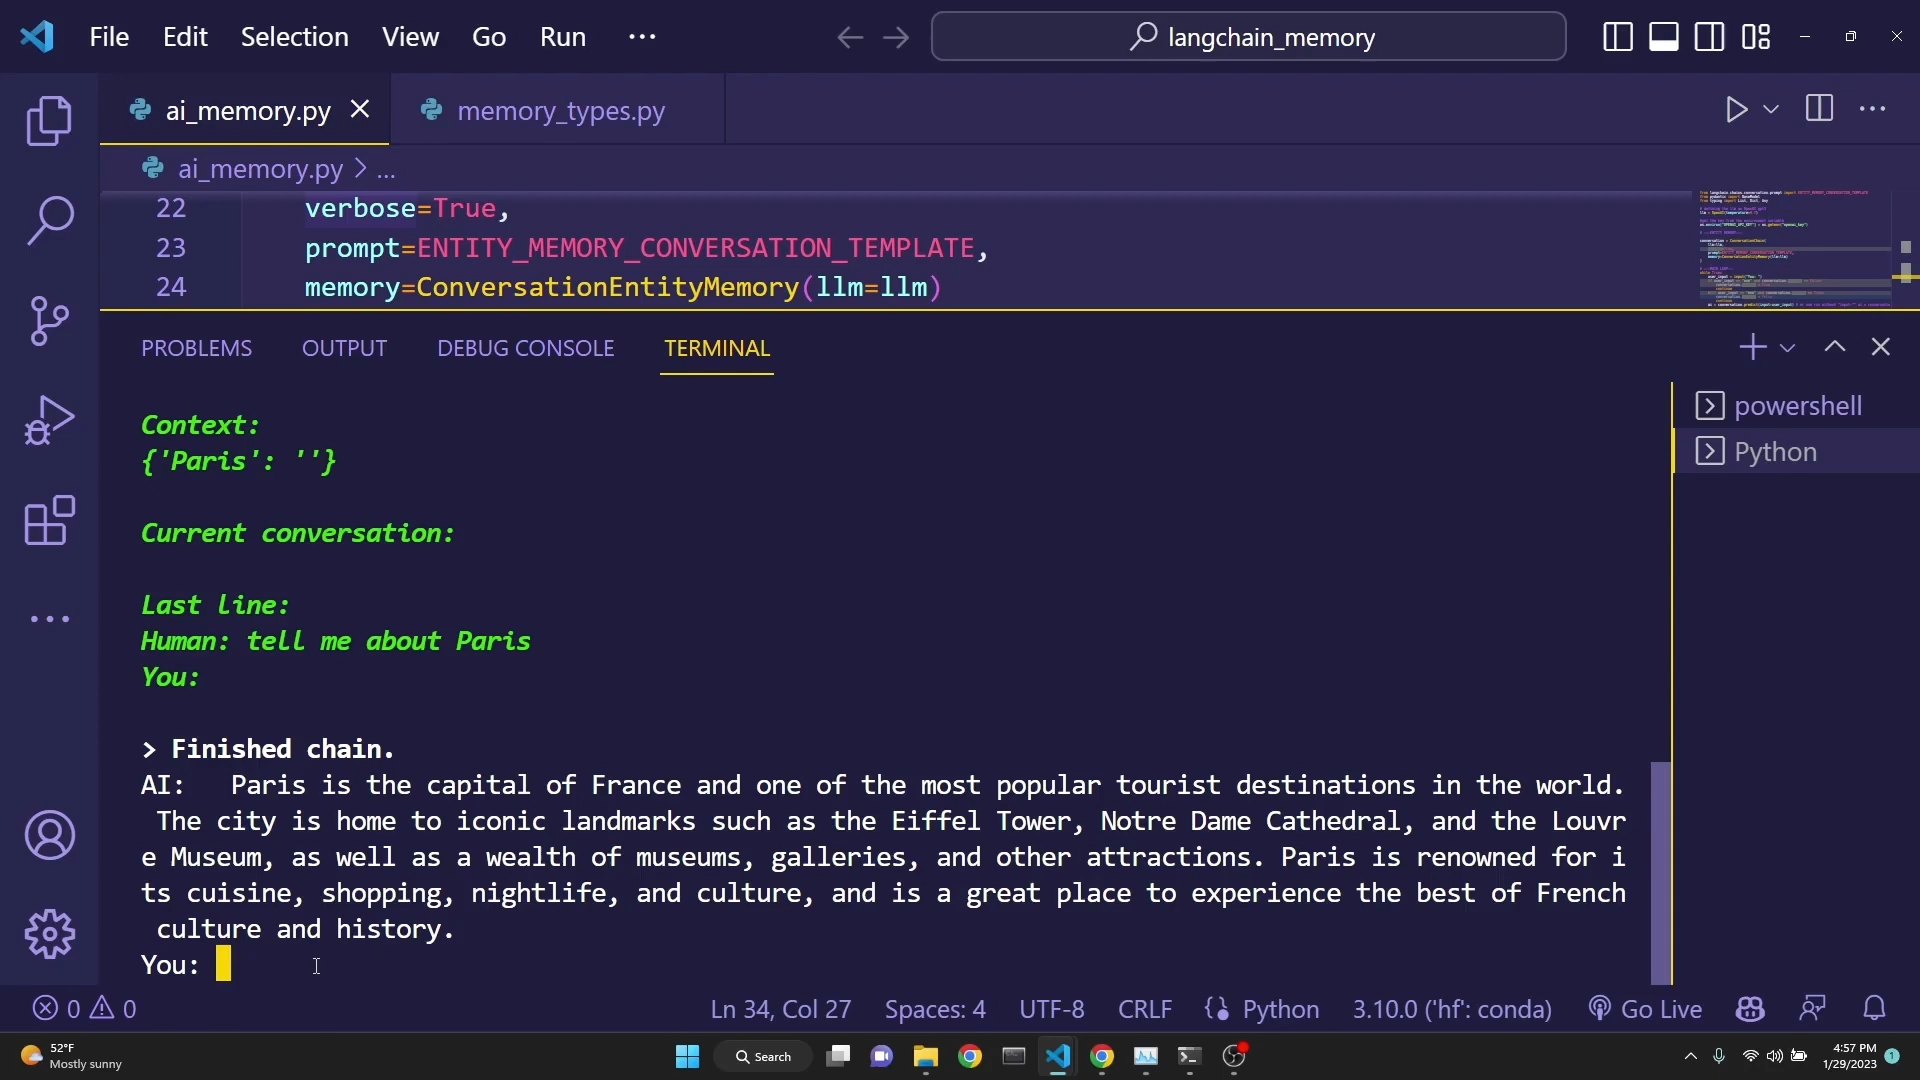 File Edit Selection View Go Run ··· langchain_memory
ai_memory.py memory_types.py
ai_memory.py > ...
22 verbose=True,
23 prompt=ENTITY_MEMORY_CONVERSATION_TEMPLATE,
24 memory=ConversationEntityMemory(llm=llm)
PROBLEMS OUTPUT DEBUG CONSOLE TERMINAL
powershell
Python
Context:
{'Paris': ''}
Current conversation:
Last line:
Human: tell me about Paris
You:
> Finished chain.
AI:   Paris is the capital of France and one of the most popular tourist destinations in the world.
The city is home to iconic landmarks such as the Eiffel Tower, Notre Dame Cathedral, and the Louvr
e Museum, as well as a wealth of museums, galleries, and other attractions. Paris is renowned for i
ts cuisine, shopping, nightlife, and culture, and is a great place to experience the best of French
culture and history.
You:
0 0 Ln 34, Col 27 Spaces: 4 UTF-8 CRLF Python 3.10.0 ('hf': conda) Go Live
52°F
Mostly sunny
Search
4:57 PM
1/29/2023
1